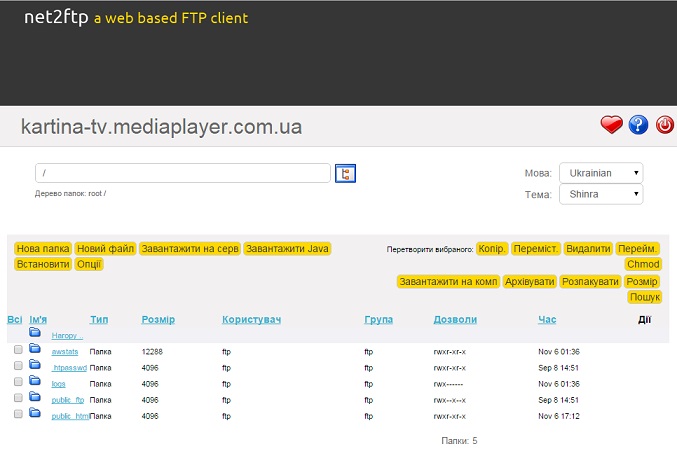 net2ftp a web based FTP client
kartina-tv.mediaplayer.com.ua
/
Дерево папок: root /
Мова: Ukrainian
Тема: Shinra
Нова папка Новий файл Завантажити на серв Завантажити Java
Встановити Опції
Перетворити вибраного: Копір. Переміст. Видалити Перейм.
Chmod
Завантажити на комп Архівувати Розпакувати Розмір
Пошук
Всі Ім'я Тип Розмір Користувач Група Дозволи Час Дії
Нагору ..
awstats Папка 12288 ftp ftp rwxr-xr-x Nov 6 01:36
.htpasswd Папка 4096 ftp ftp rwxr-xr-x Sep 8 14:51
logs Папка 4096 ftp ftp rwx------ Nov 6 01:36
public_ftp Папка 4096 ftp ftp rwx--x--x Sep 8 14:51
public_html Папка 4096 ftp ftp rwxr-xr-x Nov 6 17:12
Папки: 5